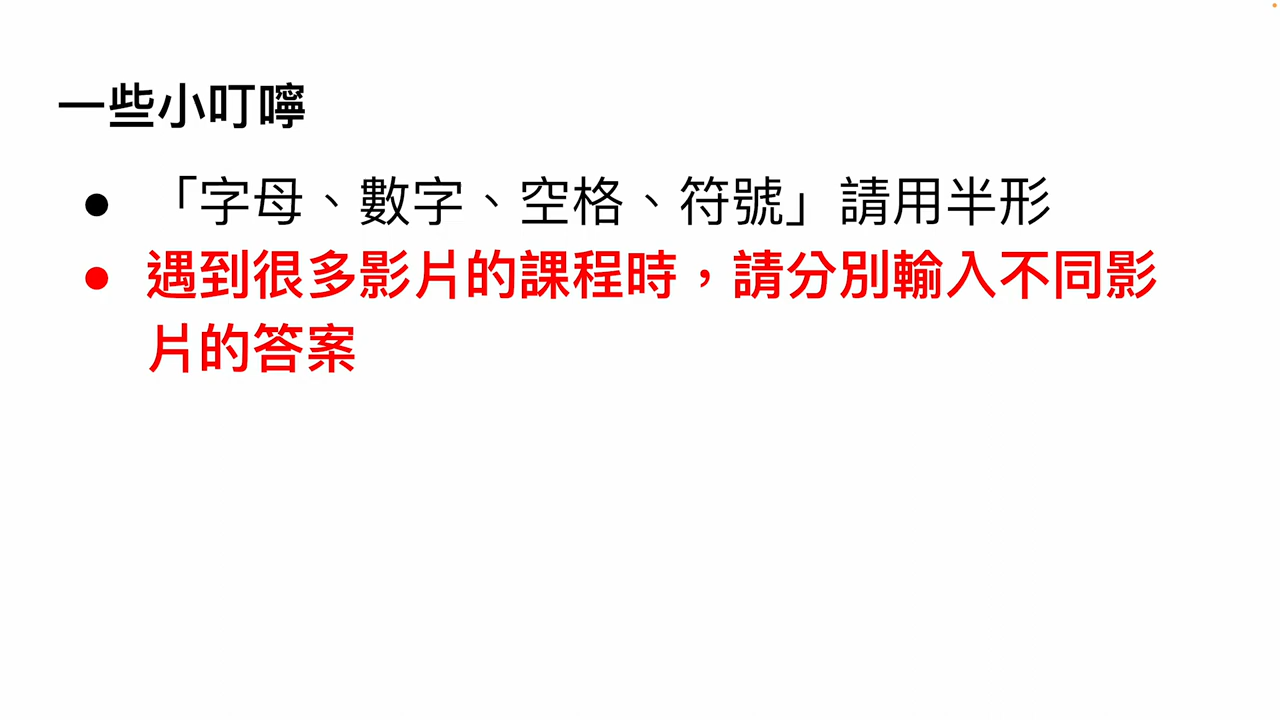 一些小叮嚀
● 「字母、數字、空格、符號」請用半形
● 遇到很多影片的課程時，請分別輸入不同影
片的答案